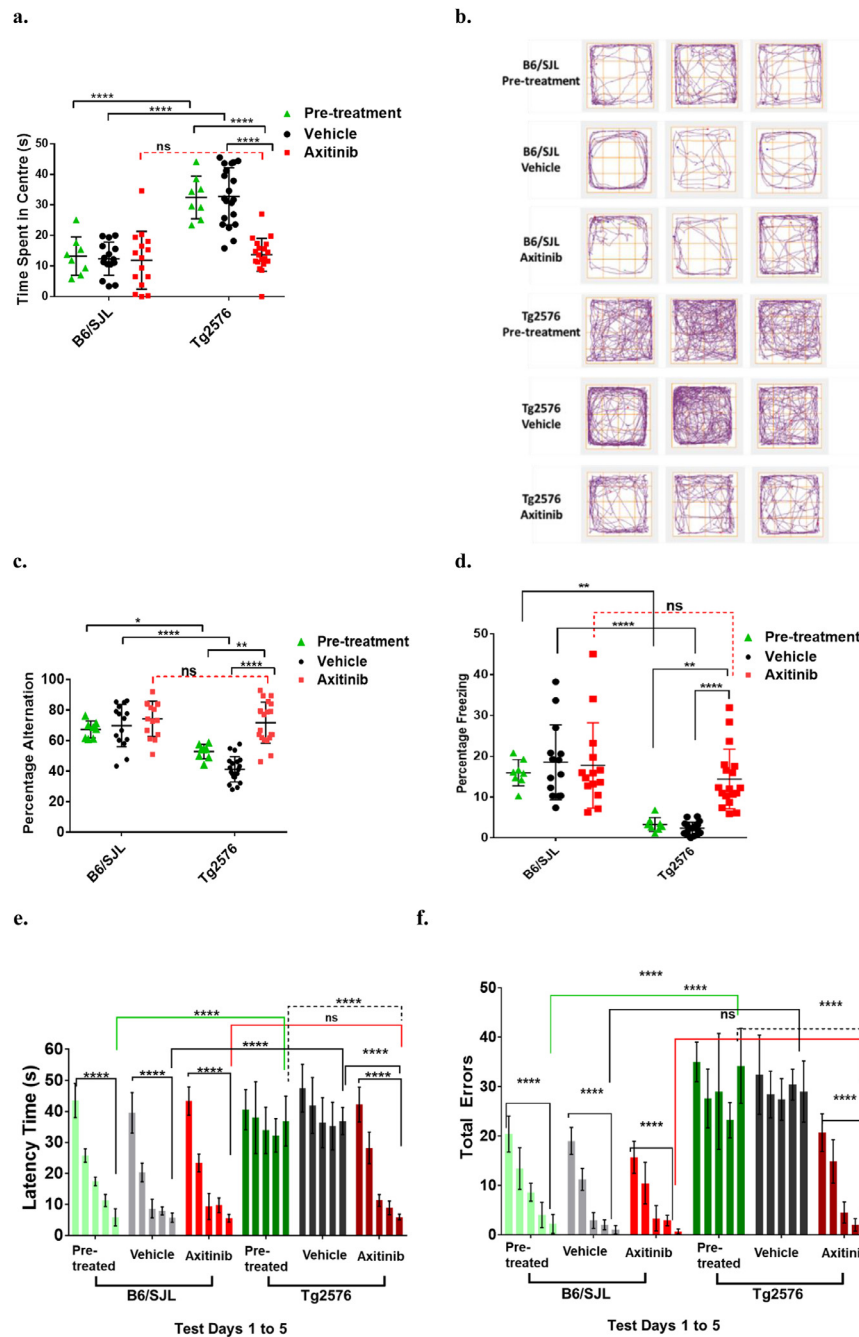 a.
****
****
****
****
ns
Pre-treatment
Vehicle
Axitinib
Time Spent in Centre (s)
50
40
30
20
10
0
B6/SJL
Tg2576
b.
B6/SJL
Pre-treatment
B6/SJL
Vehicle
B6/SJL
Axitinib
Tg2576
Pre-treatment
Tg2576
Vehicle
Tg2576
Axitinib
c.
*
****
**
****
ns
Pre-treatment
Vehicle
Axitinib
Percentage Alternation
100
80
60
40
20
0
B6/SJL
Tg2576
d.
**
ns
****
**
****
Pre-treatment
Vehicle
Axitinib
Percentage Freezing
50
40
30
20
10
0
B6/SJL
Tg2576
e.
****
****
ns
****
****
****
****
****
****
Latency Time (s)
60
50
40
30
20
10
0
Pre-
treated
Vehicle
Axitinib
Pre-
treated
Vehicle
Axitinib
B6/SJL
Tg2576
Test Days 1 to 5
f.
****
****
****
ns
****
****
****
****
Total Errors
50
40
30
20
10
0
Pre-
treated
Vehicle
Axitinib
Pre-
treated
Vehicle
Axitini
B6/SJL
Tg2576
Test Days 1 to 5